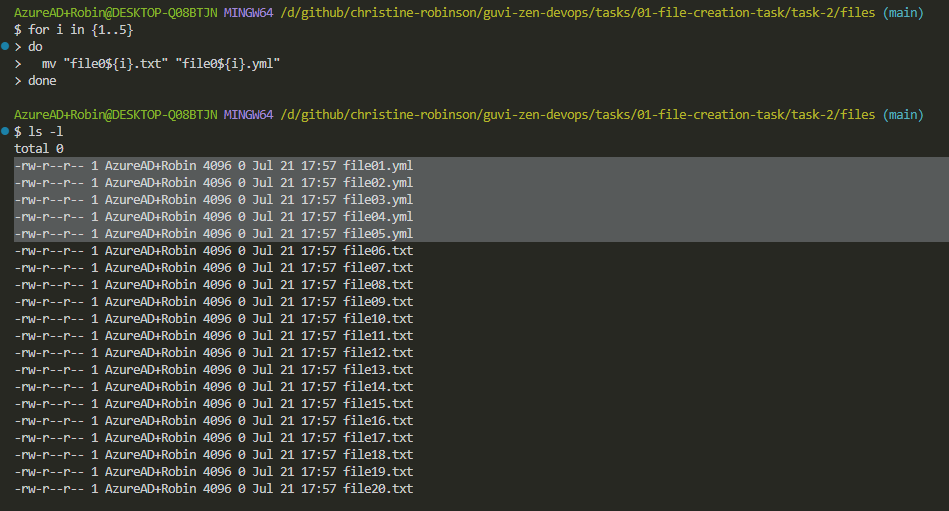 AzureAD+Robin@DESKTOP-Q08BTJN MINGW64 /d/github/christine-robinson/guvi-zen-devops/tasks/01-file-creation-task/task-2/files (main)
$ for i in {1..5}
> do
>   mv "file0${i}.txt" "file0${i}.yml"
> done

AzureAD+Robin@DESKTOP-Q08BTJN MINGW64 /d/github/christine-robinson/guvi-zen-devops/tasks/01-file-creation-task/task-2/files (main)
$ ls -l
total 0
-rw-r--r-- 1 AzureAD+Robin 4096 0 Jul 21 17:57 file01.yml
-rw-r--r-- 1 AzureAD+Robin 4096 0 Jul 21 17:57 file02.yml
-rw-r--r-- 1 AzureAD+Robin 4096 0 Jul 21 17:57 file03.yml
-rw-r--r-- 1 AzureAD+Robin 4096 0 Jul 21 17:57 file04.yml
-rw-r--r-- 1 AzureAD+Robin 4096 0 Jul 21 17:57 file05.yml
-rw-r--r-- 1 AzureAD+Robin 4096 0 Jul 21 17:57 file06.txt
-rw-r--r-- 1 AzureAD+Robin 4096 0 Jul 21 17:57 file07.txt
-rw-r--r-- 1 AzureAD+Robin 4096 0 Jul 21 17:57 file08.txt
-rw-r--r-- 1 AzureAD+Robin 4096 0 Jul 21 17:57 file09.txt
-rw-r--r-- 1 AzureAD+Robin 4096 0 Jul 21 17:57 file10.txt
-rw-r--r-- 1 AzureAD+Robin 4096 0 Jul 21 17:57 file11.txt
-rw-r--r-- 1 AzureAD+Robin 4096 0 Jul 21 17:57 file12.txt
-rw-r--r-- 1 AzureAD+Robin 4096 0 Jul 21 17:57 file13.txt
-rw-r--r-- 1 AzureAD+Robin 4096 0 Jul 21 17:57 file14.txt
-rw-r--r-- 1 AzureAD+Robin 4096 0 Jul 21 17:57 file15.txt
-rw-r--r-- 1 AzureAD+Robin 4096 0 Jul 21 17:57 file16.txt
-rw-r--r-- 1 AzureAD+Robin 4096 0 Jul 21 17:57 file17.txt
-rw-r--r-- 1 AzureAD+Robin 4096 0 Jul 21 17:57 file18.txt
-rw-r--r-- 1 AzureAD+Robin 4096 0 Jul 21 17:57 file19.txt
-rw-r--r-- 1 AzureAD+Robin 4096 0 Jul 21 17:57 file20.txt